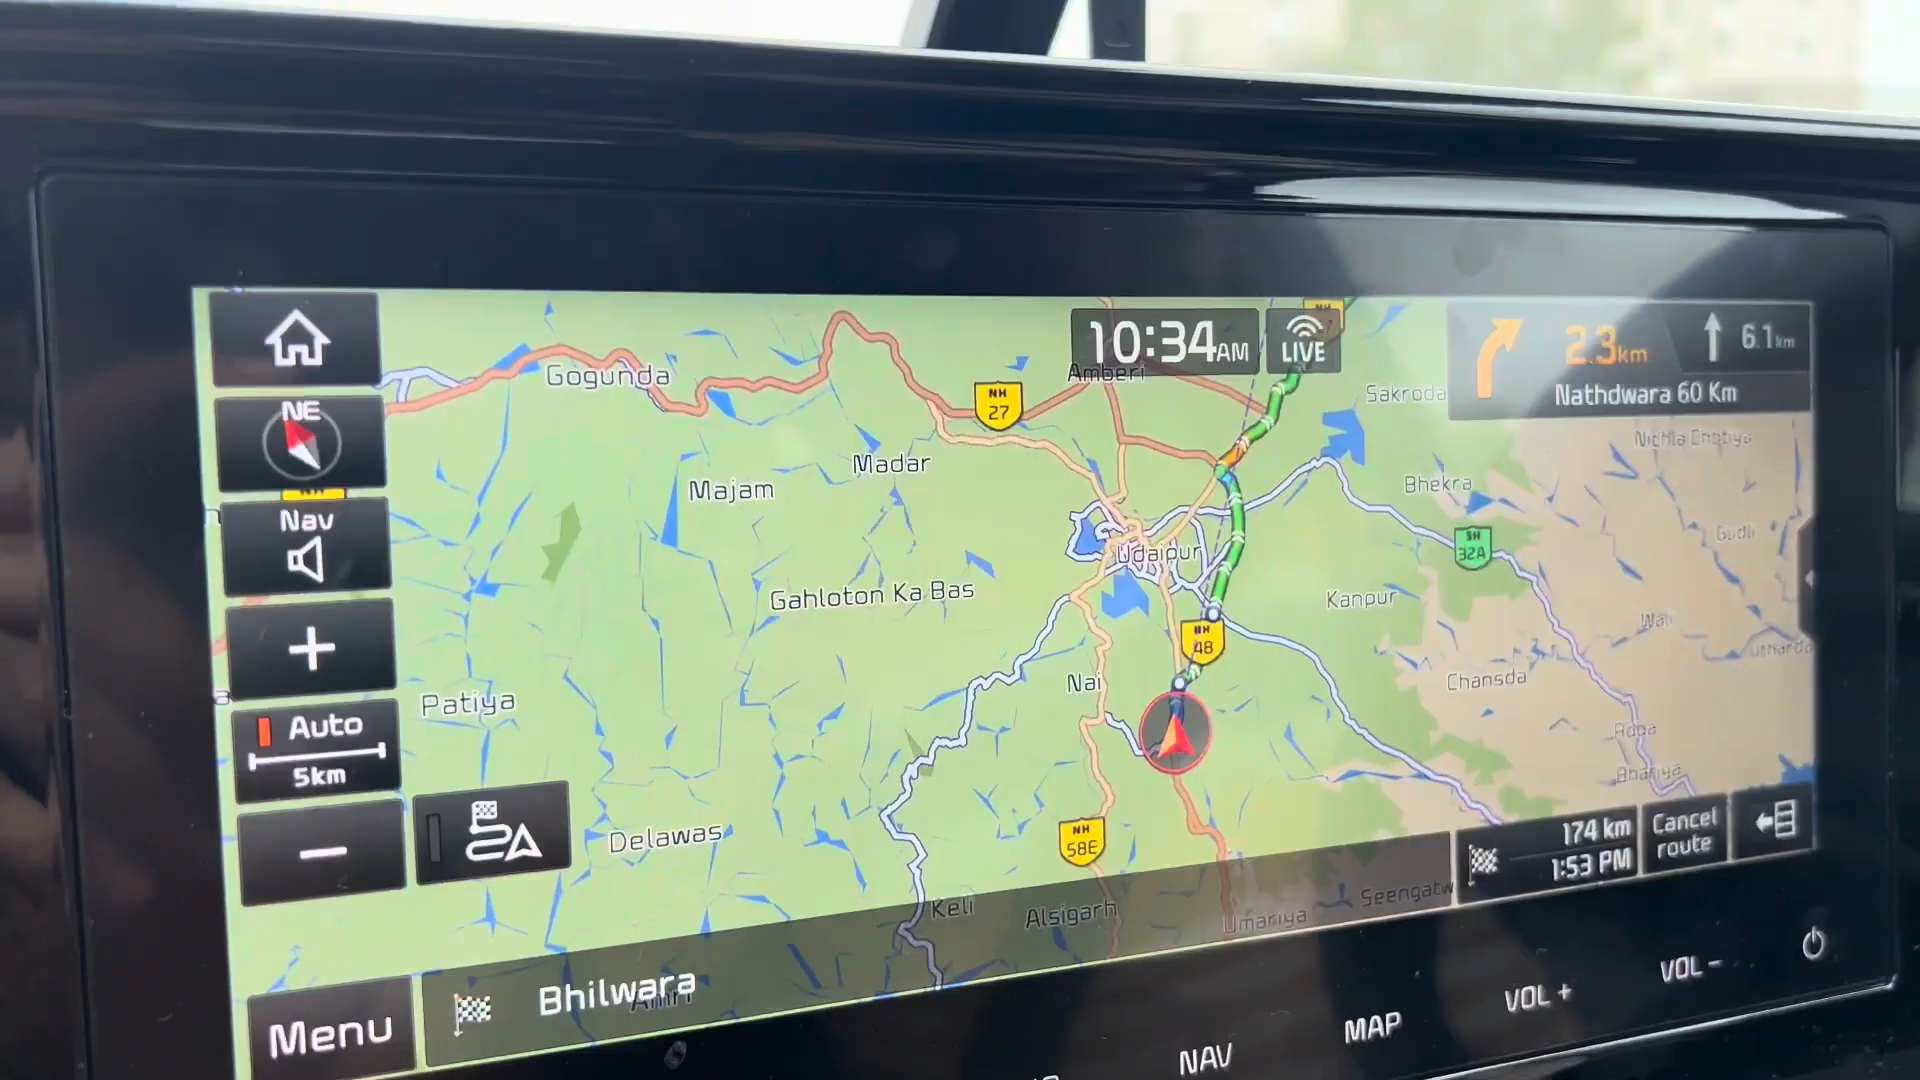 10:34AM
LIVE
2.3km
6.1km
Nathdwara 60 Km
NE
Nav
Auto
5km
Menu
Gogunda
Amberi
Sakroda
NH
27
Madar
Majam
Bhekra
SH
32A
Udaipur
Gahloton Ka Bas
Kanpur
NH
48
Nai
Patiya
Chansda
Bhariya
Delawas
NH
58E
Keli
Alsigarh
Umariya
Seengatw
174 km
1:53 PM
Cancel
route
Bhilwara
NAV
MAP
VOL +
VOL -